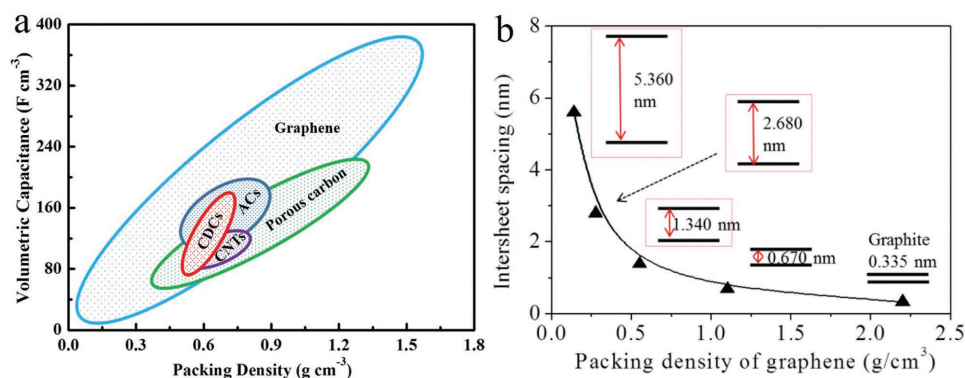 a
Volumetric Capacitance (F cm⁻³)
400
360
240
160
80
0
Graphene
ACs
CDCs
CNTs
Porous carbon
0.0 0.3 0.6 0.9 1.2 1.5 1.8
Packing Density (g cm⁻³)
b
Intersheet spacing (nm)
8
6
4
2
0
5.360
nm
2.680
nm
1.340 nm
0.670 nm
Graphite
0.335 nm
0.0 0.5 1.0 1.5 2.0 2.5
Packing density of graphene (g/cm³)